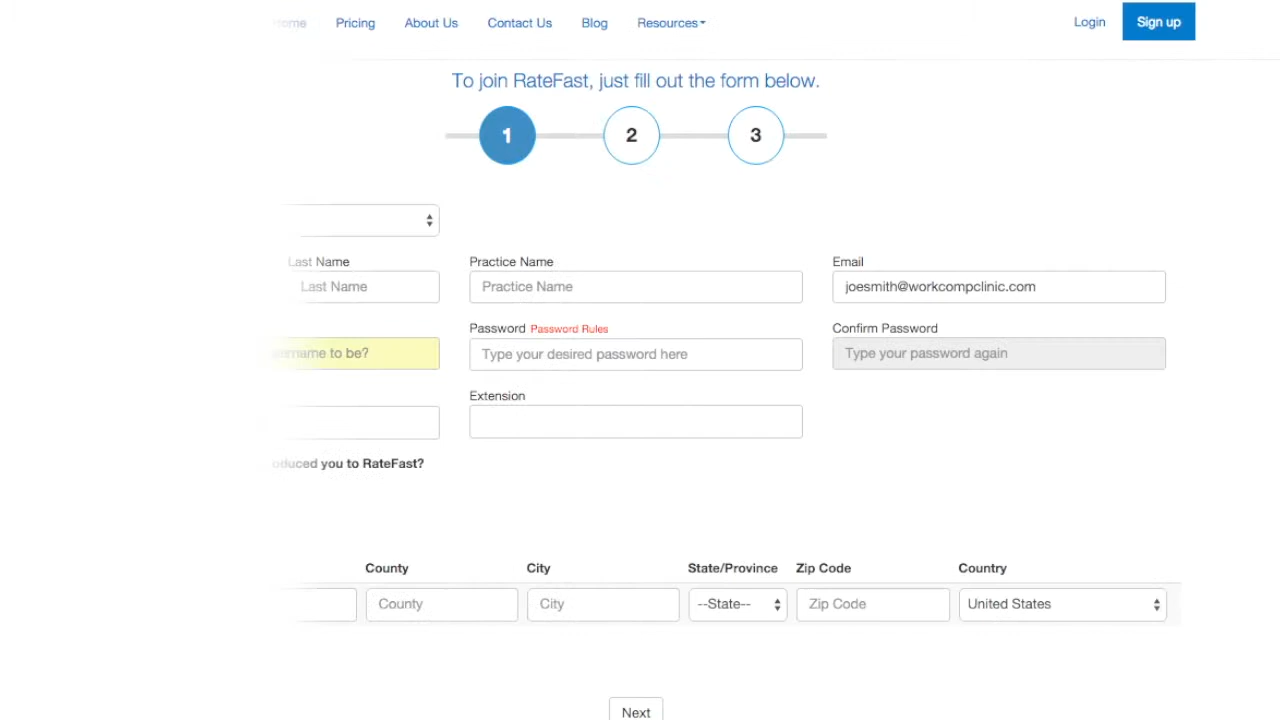 Home Pricing About Us Contact Us Blog Resources Login Sign up
To join RateFast, just fill out the form below.
1 2 3
Last Name Practice Name Email
Last Name Practice Name joesmith@workcompclinic.com
Password Password Rules Confirm Password
to be? Type your desired password here Type your password again
Extension
you to RateFast?
County City State/Province Zip Code Country
County City --State-- Zip Code United States
Next